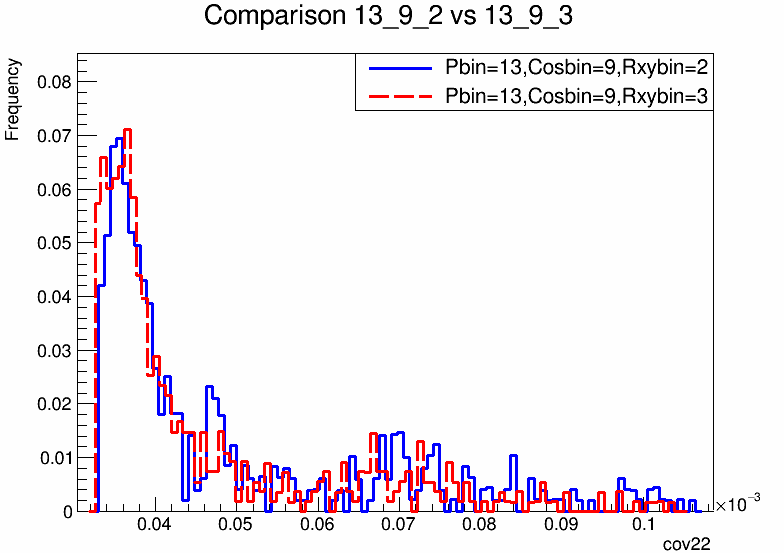 Comparison 13_9_2 vs 13_9_3
Frequency
Pbin=13,Cosbin=9,Rxybin=2
Pbin=13,Cosbin=9,Rxybin=3
0.08
0.07
0.06
0.05
0.04
0.03
0.02
0.01
0
0.04 0.05 0.06 0.07 0.08 0.09 0.1
×10⁻³
cov22